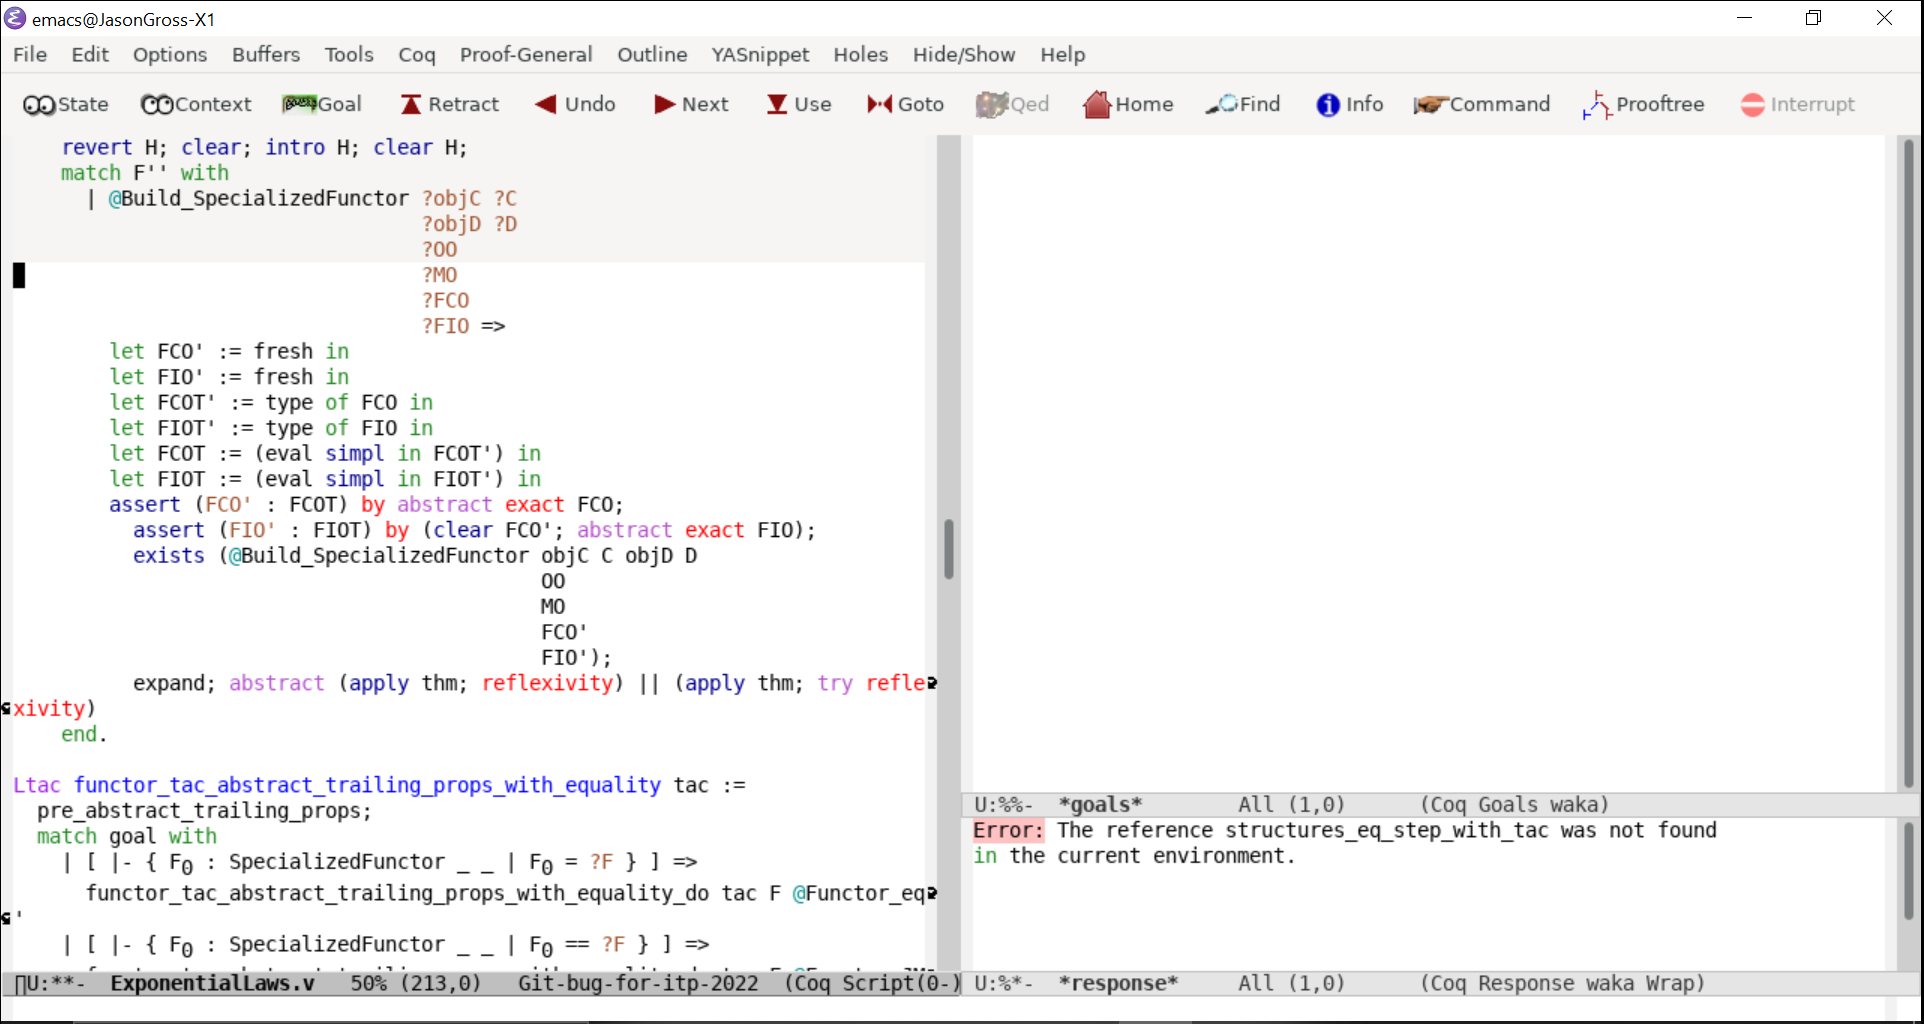 emacs@JasonGross-X1
File Edit Options Buffers Tools Coq Proof-General Outline YASnippet Holes Hide/Show Help
State Context Goal Retract Undo Next Use Goto Qed Home Find Info Command Prooftree Interrupt
revert H; clear; intro H; clear H;
match F'' with
| @Build_SpecializedFunctor ?objC ?C
?objD ?D
?OO
?MO
?FCO
?FIO =>
let FCO' := fresh in
let FIO' := fresh in
let FCOT' := type of FCO in
let FIOT' := type of FIO in
let FCOT := (eval simpl in FCOT') in
let FIOT := (eval simpl in FIOT') in
assert (FCO' : FCOT) by abstract exact FCO;
assert (FIO' : FIOT) by (clear FCO'; abstract exact FIO);
exists (@Build_SpecializedFunctor objC C objD D
OO
MO
FCO'
FIO');
expand; abstract (apply thm; reflexivity) || (apply thm; try refle
xivity)
end.
Ltac functor_tac_abstract_trailing_props_with_equality tac :=
pre_abstract_trailing_props;
match goal with
| [ |- { F₀ : SpecializedFunctor _ _ | F₀ = ?F } ] =>
functor_tac_abstract_trailing_props_with_equality_do tac F @Functor_eq
'
| [ |- { F₀ : SpecializedFunctor _ _ | F₀ == ?F } ] =>
U:**- ExponentialLaws.v 50% (213,0) Git-bug-for-itp-2022 (Coq Script(0-)
U:%%- *goals* All (1,0) (Coq Goals waka)
Error: The reference structures_eq_step_with_tac was not found
in the current environment.
U:%*- *response* All (1,0) (Coq Response waka Wrap)